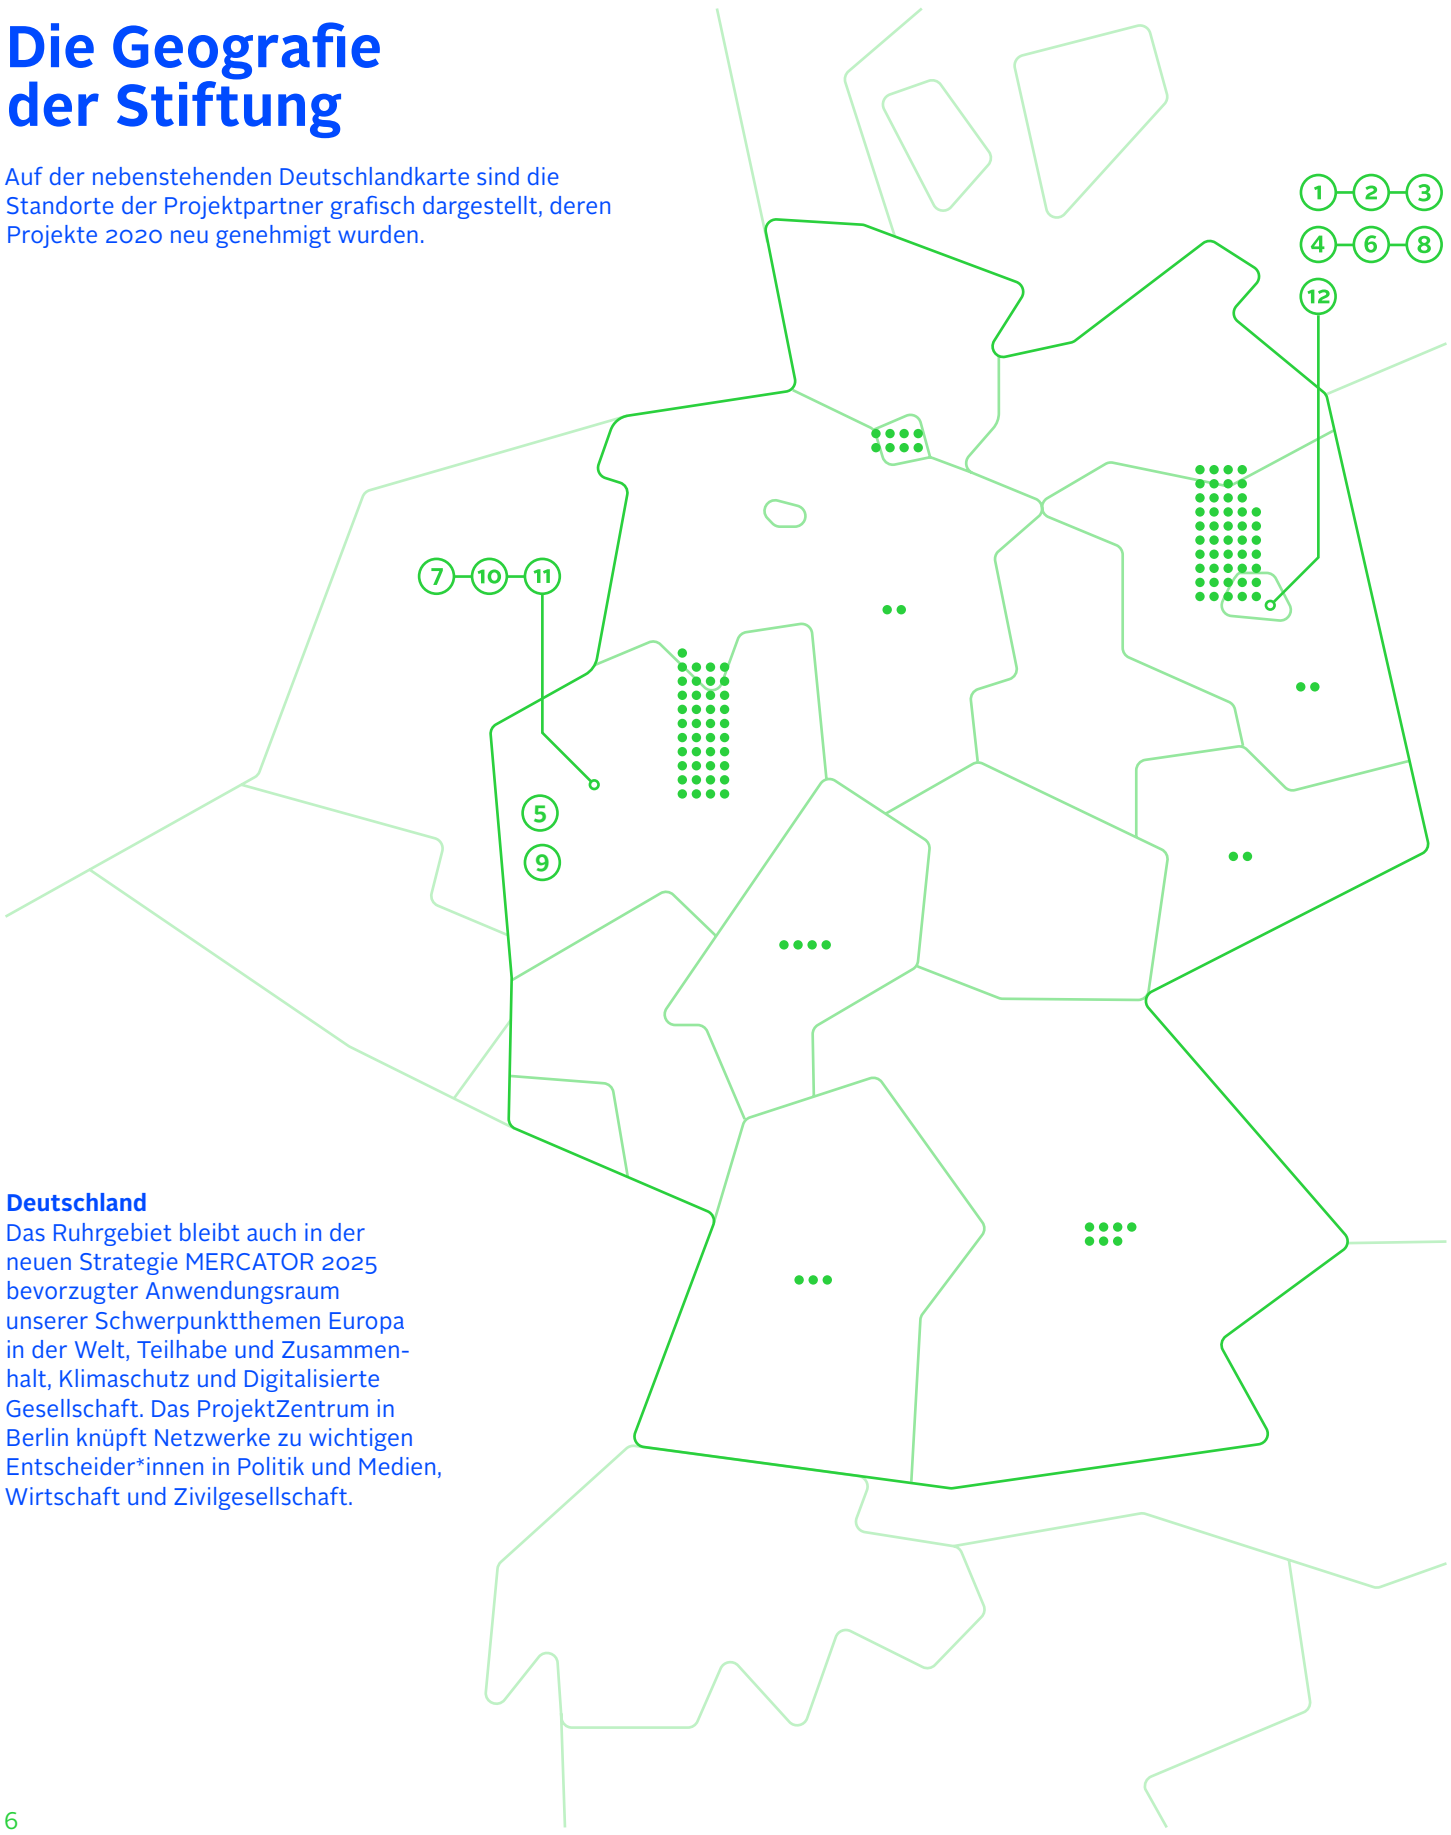 Die Geografie
der Stiftung
Auf der nebenstehenden Deutschlandkarte sind die
Standorte der Projektpartner grafisch dargestellt, deren
Projekte 2020 neu genehmigt wurden.
1 2 3
4 6 8
12
7 10 11
5
9
Deutschland
Das Ruhrgebiet bleibt auch in der
neuen Strategie MERCATOR 2025
bevorzugter Anwendungsraum
unserer Schwerpunktthemen Europa
in der Welt, Teilhabe und Zusammen-
halt, Klimaschutz und Digitalisierte
Gesellschaft. Das ProjektZentrum in
Berlin knüpft Netzwerke zu wichtigen
Entscheider*innen in Politik und Medien,
Wirtschaft und Zivilgesellschaft.
6